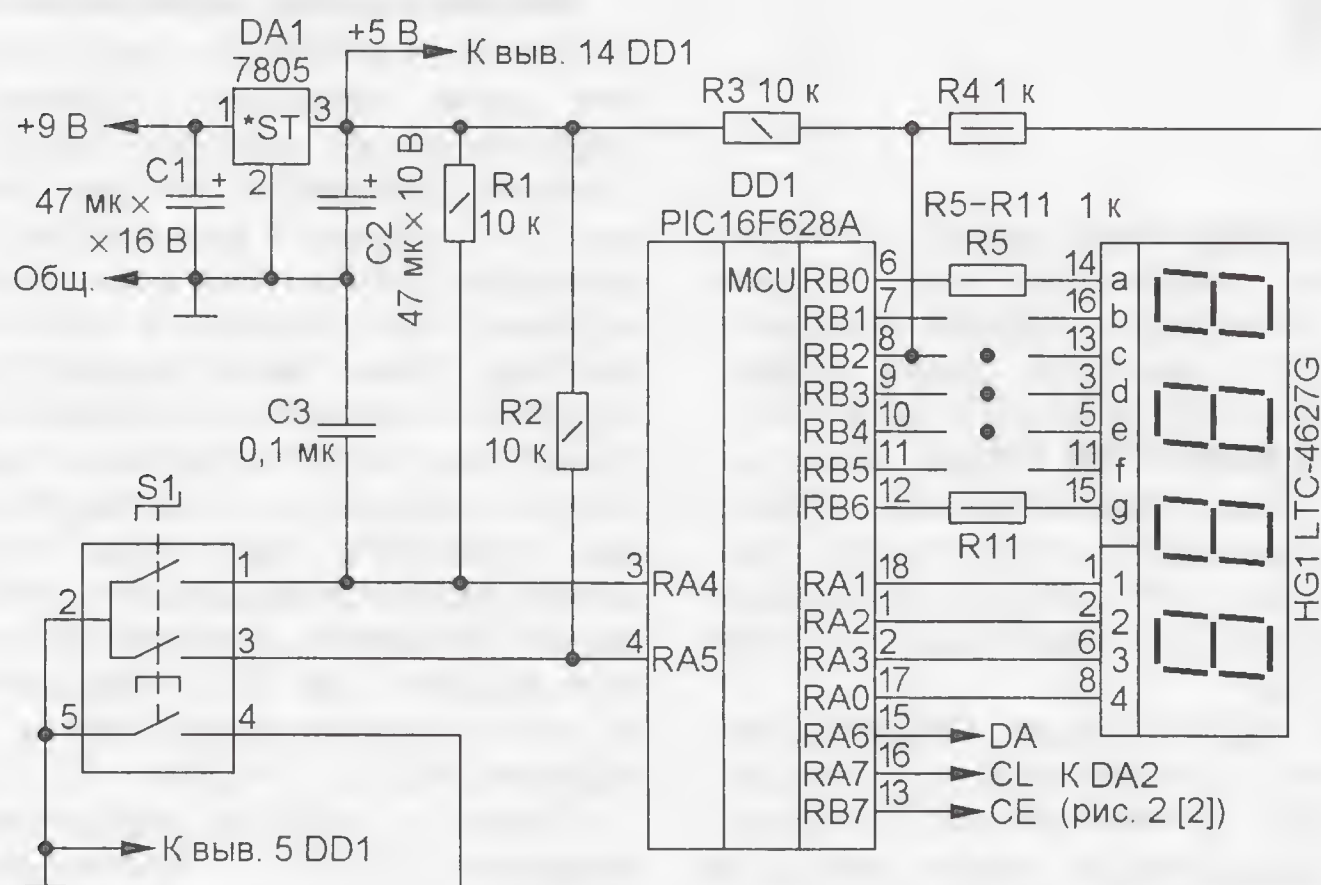 DA1
7805
+5 В
К выв. 14 DD1
+9 В
1
*ST
3
2
C1
+
47 мк ×
×16 В
Общ.
+
C2
47 мк × 10 В
R1
10 к
R2
10 к
C3
0,1 мк
R3 10 к
R4 1 к
DD1
PIC16F628A
MCU
R5–R11 1 к
R5
R11
RB0 6
RB1 7
RB2 8
RB3 9
RB4 10
RB5 11
RB6 12
RA1 18
RA2 1
RA3 2
RA0 17
RA6 15
RA7 16
RB7 13
3 RA4
4 RA5
14 a
16 b
13 c
3 d
5 e
11 f
15 g
1 1
2 2
6 3
8 4
HG1 LTC-4627G
DA
CL К DA2
CE (рис. 2 [2])
S1
1
2
3
5
4
К выв. 5 DD1